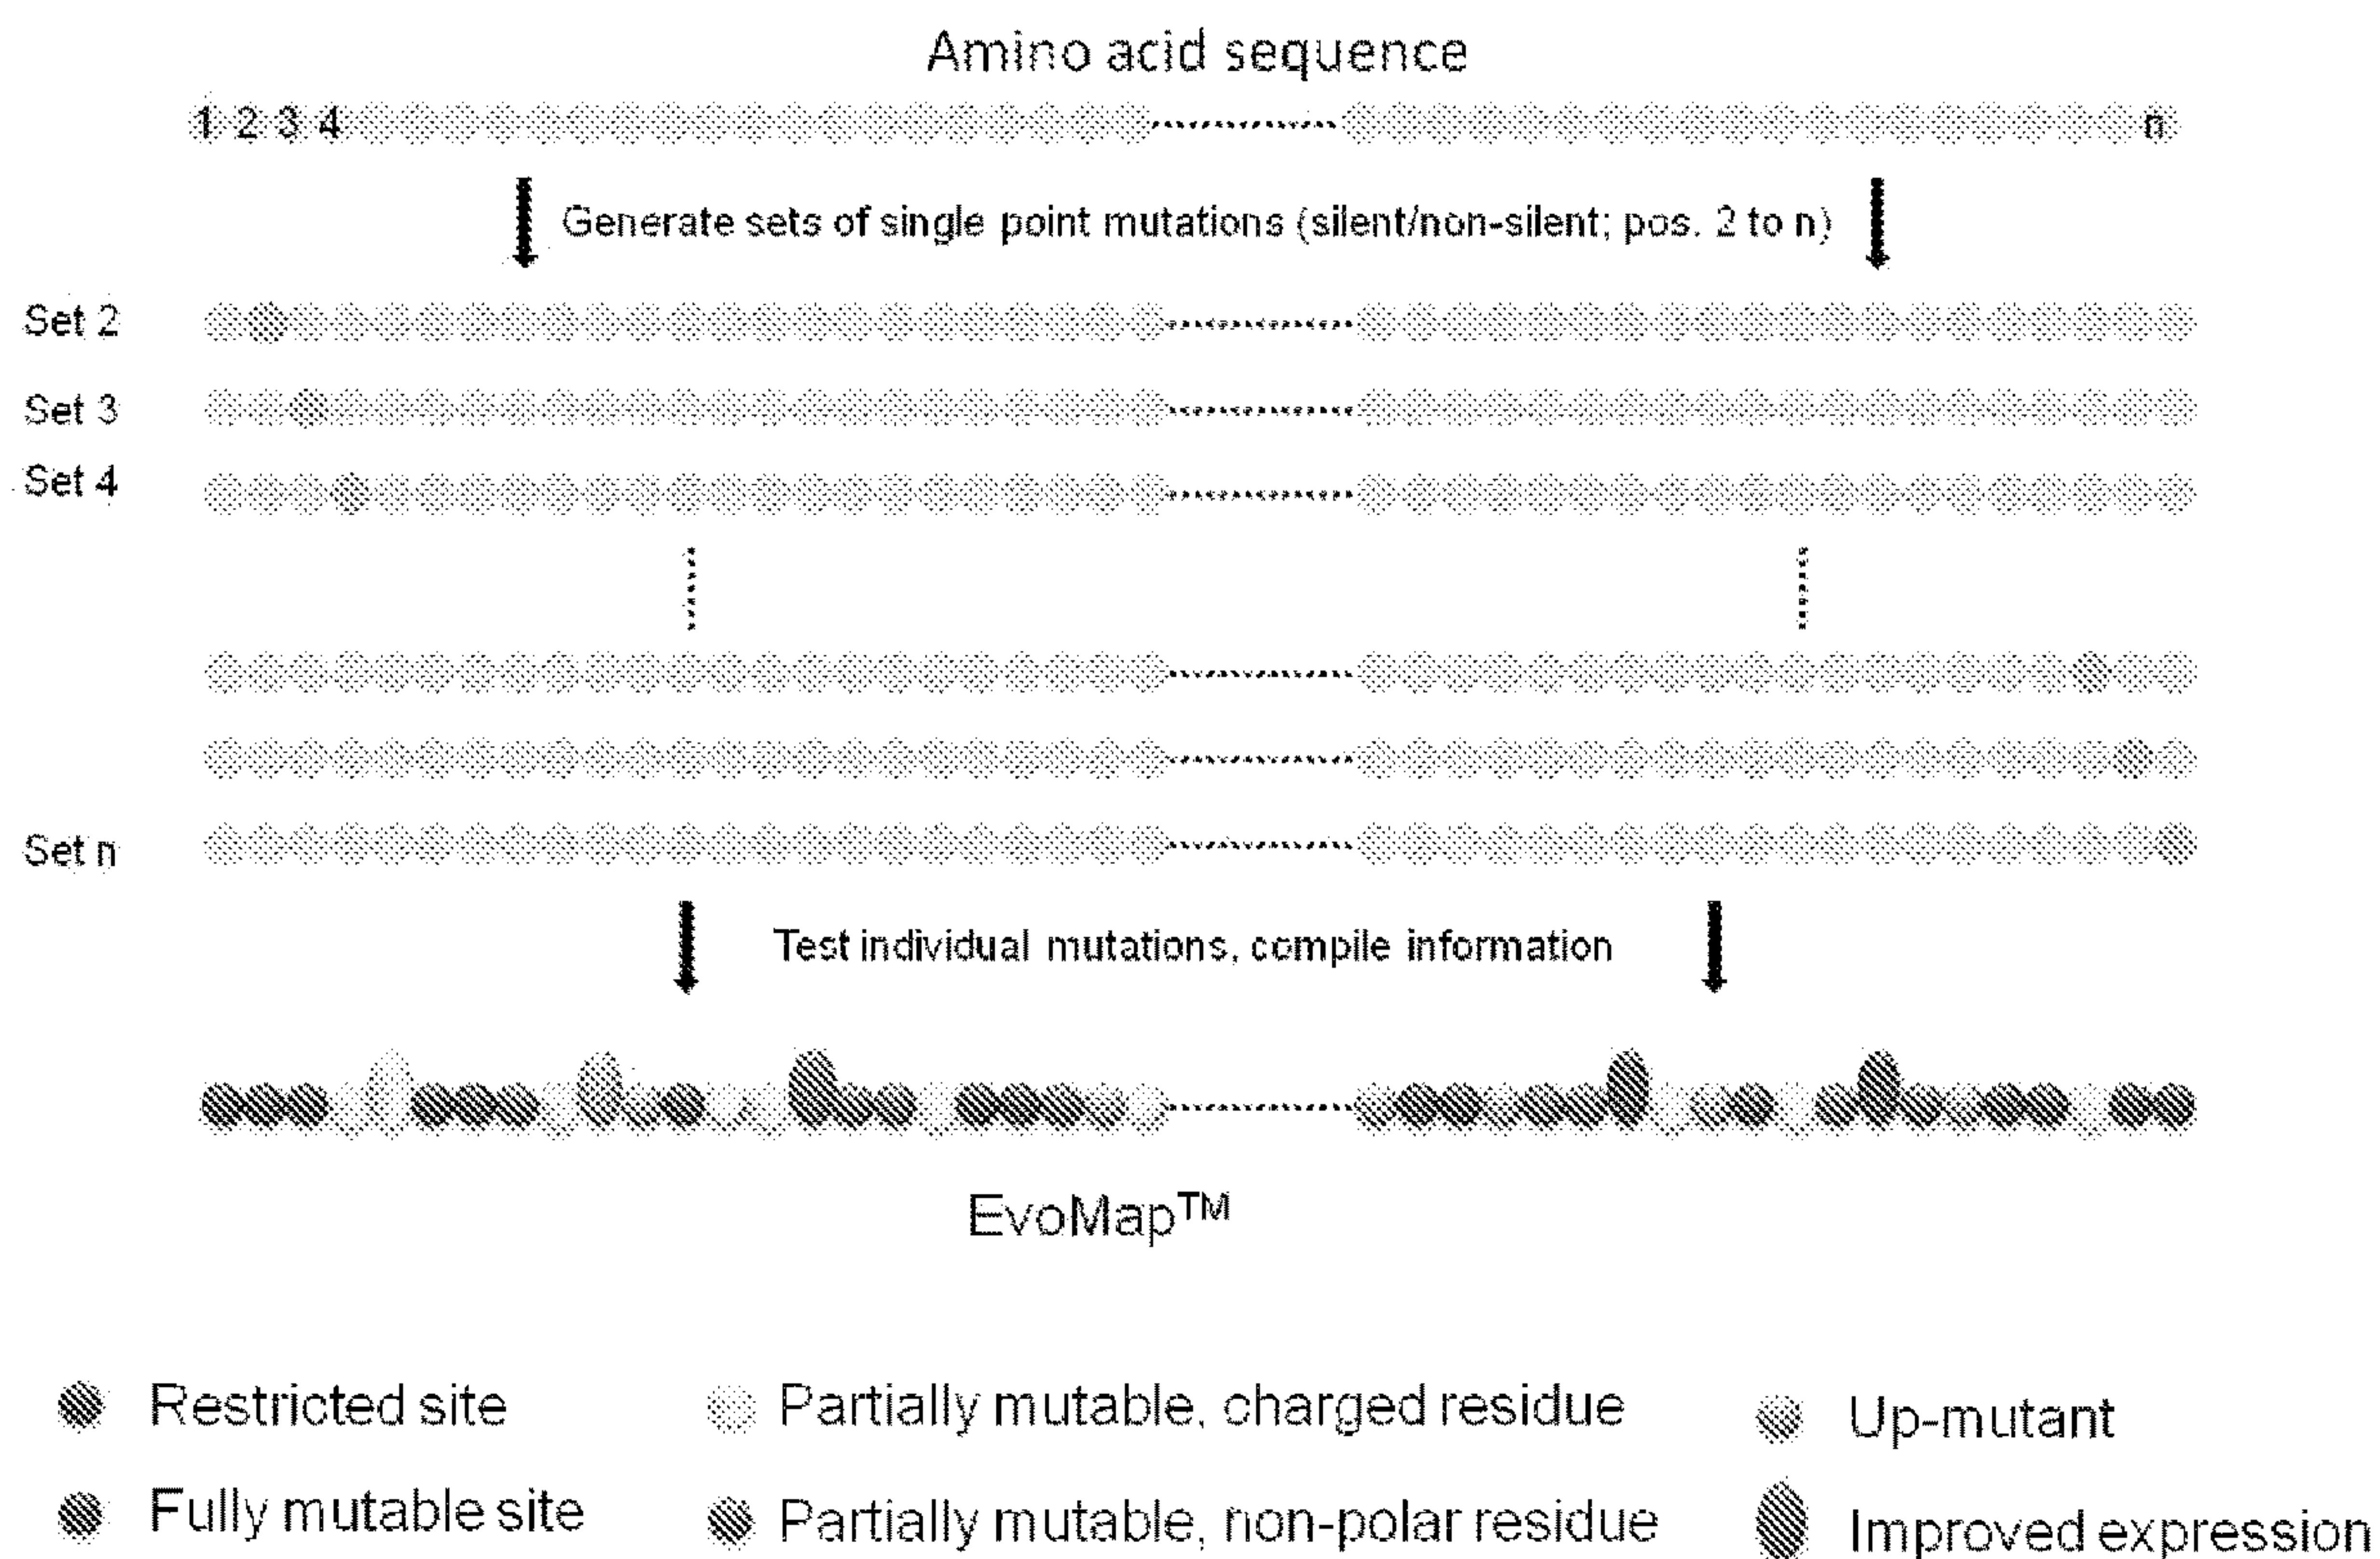 Amino acid sequence
1 2 3 4 n
Generate sets of single point mutations (silent/non-silent; pos. 2 to n)
Set 2
Set 3
Set 4
Set n
Test individual mutations, compile information
EvoMap™
Restricted site
Partially mutable, charged residue
Up-mutant
Fully mutable site
Partially mutable, non-polar residue
Improved expression